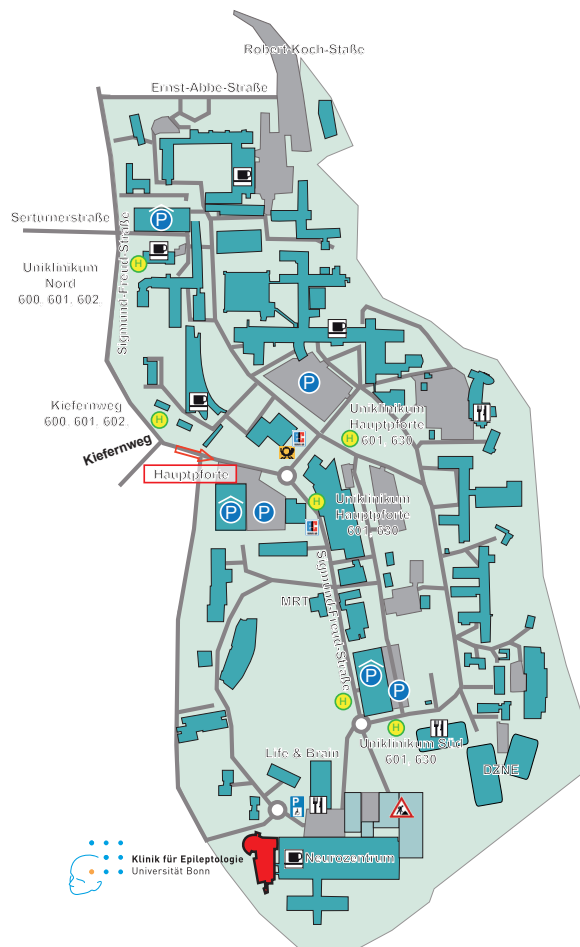 Robert-Koch-Staße
Ernst-Abbe-Straße
Serturnerstraße
Sigmund-Freud-Straße
P
H
Uniklinikum
Nord
600. 601. 602.
P
Kiefernweg
600. 601. 602.
H
Uniklinikum
Hauptpforte
601, 630
H
Kiefernweg
Hauptpforte
P
P
H
Uniklinikum
Hauptpforte
601, 630
Sigmund-Freud-Straße
MRT
P
P
H
H
Uniklinikum Süd
601, 630
Life & Brain
DZNE
P
Neurozentrum
Klinik für Epileptologie
Universität Bonn